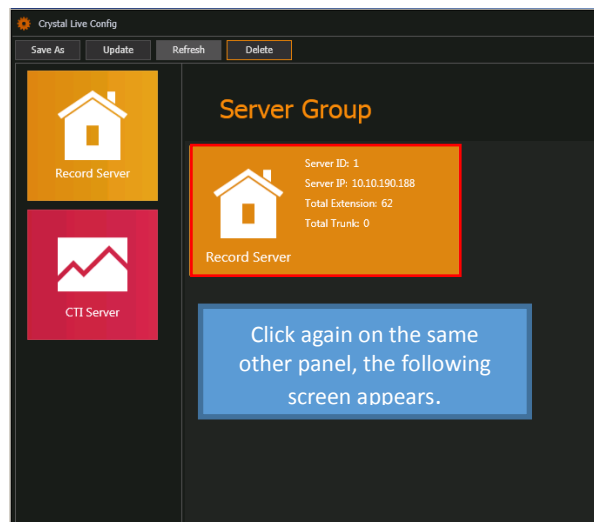 Crystal Live Config
Save As Update Refresh Delete
Record Server
CTI Server
Server Group
Server ID: 1
Server IP: 10.10.190.188
Total Extension: 62
Total Trunk: 0
Record Server
Click again on the same
other panel, the following
screen appears.